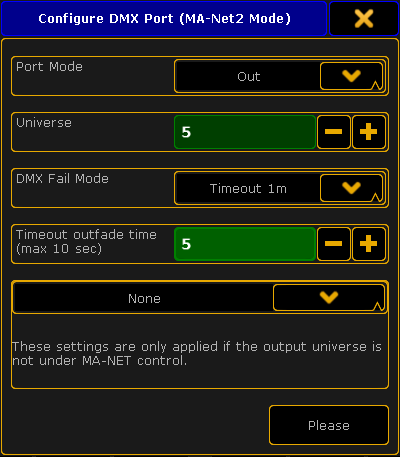 Configure DMX Port (MA-Net2 Mode)
Port Mode
Out
Universe
5
DMX Fail Mode
Timeout 1m
Timeout outfade time
(max 10 sec)
5
None
These settings are only applied if the output universe is
not under MA-NET control.
Please